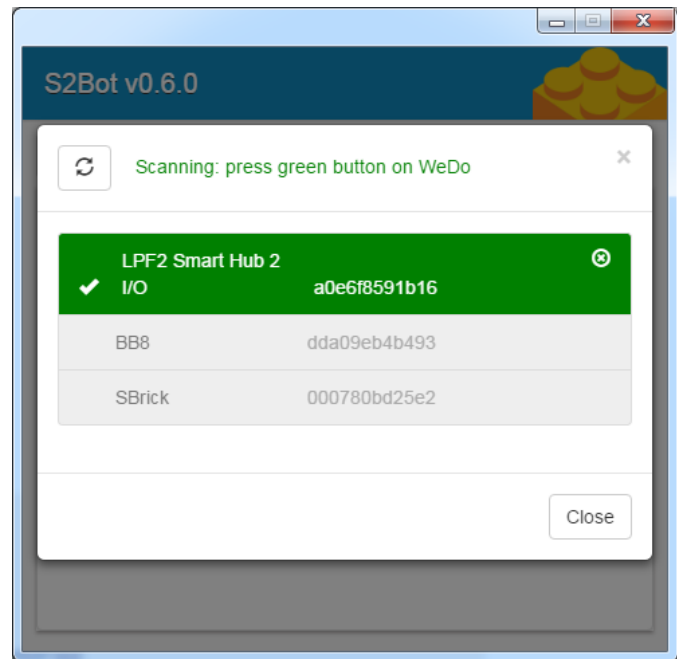 S2Bot v0.6.0
Scanning: press green button on WeDo
LPF2 Smart Hub 2
I/O a0e6f8591b16
BB8 dda09eb4b493
SBrick 000780bd25e2
Close